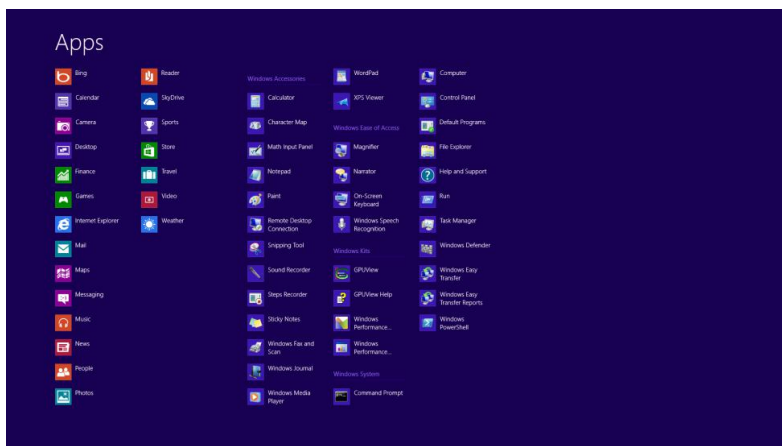 Apps
Bing
Calendar
Camera
Desktop
Finance
Games
Internet Explorer
Mail
Maps
Messaging
Music
News
People
Photos
Reader
SkyDrive
Sports
Store
Travel
Video
Weather
Windows Accessories
Calculator
Character Map
Math Input Panel
Notepad
Paint
Remote Desktop
Connection
Snipping Tool
Sound Recorder
Steps Recorder
Sticky Notes
Windows Fax and
Scan
Windows Journal
Windows Media
Player
WordPad
XPS Viewer
Windows Ease of Access
Magnifier
Narrator
On-Screen
Keyboard
Windows Speech
Recognition
Windows Kits
GPUView
GPUView Help
Windows
Performance...
Windows
Performance...
Windows System
Command Prompt
Computer
Control Panel
Default Programs
File Explorer
Help and Support
Run
Task Manager
Windows Defender
Windows Easy
Transfer
Windows Easy
Transfer Reports
Windows
PowerShell